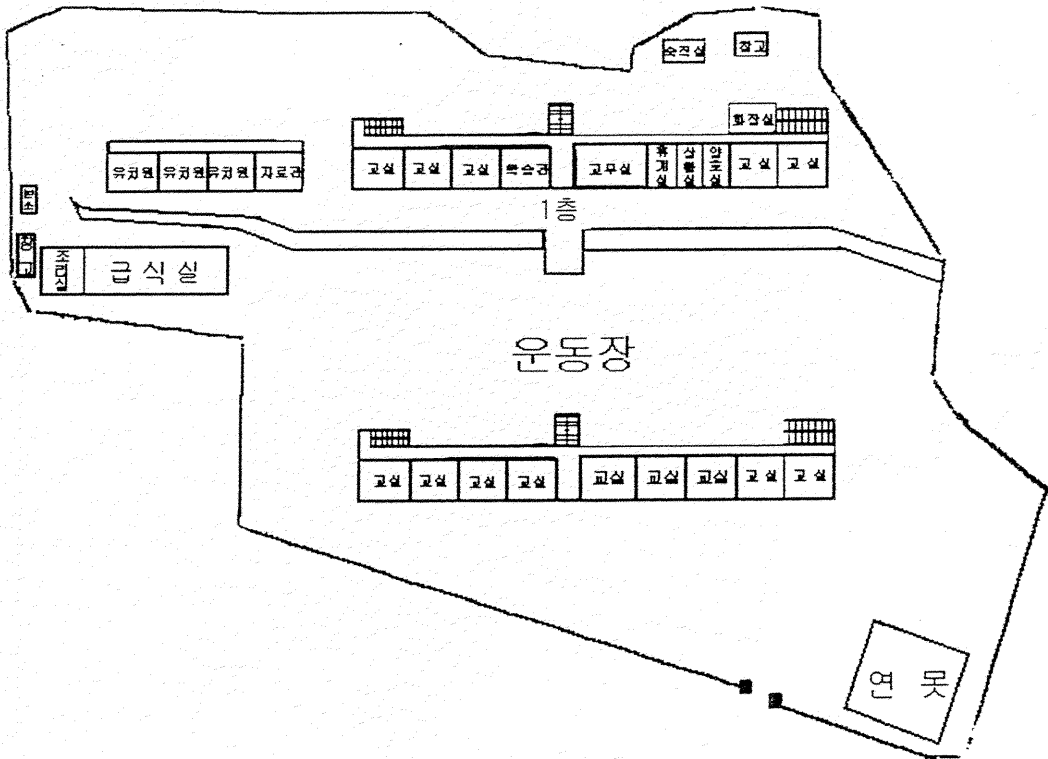 숙직실 창고
화장실
유치원 유치원 유치원 자료관
교실 교실 교실 학습관 교무실 휴게실 상황실 양호실 교실 교실
1층
변소
창고
조리실 급식실
운동장
교실 교실 교실 교실 교실 교실 교실 교실 교실
연못